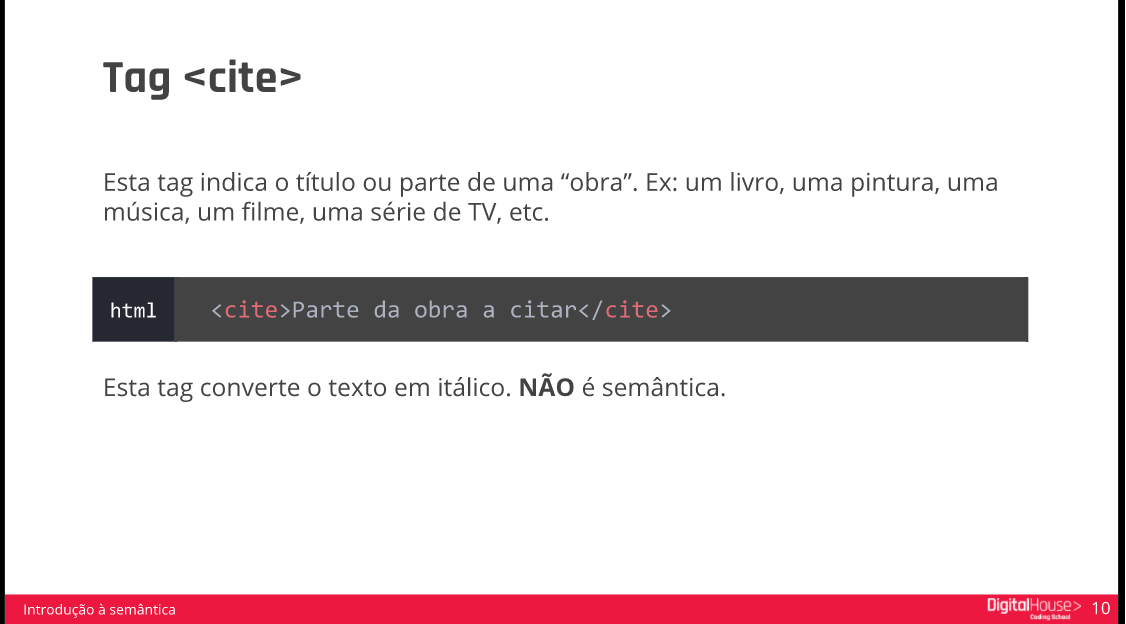 Tag <cite>
Esta tag indica o título ou parte de uma “obra”. Ex: um livro, uma pintura, uma
música, um filme, uma série de TV, etc.
html <cite>Parte da obra a citar</cite>
Esta tag converte o texto em itálico. NÃO é semântica.
Introdução à semântica
DigitalHouse> 10
Coding School